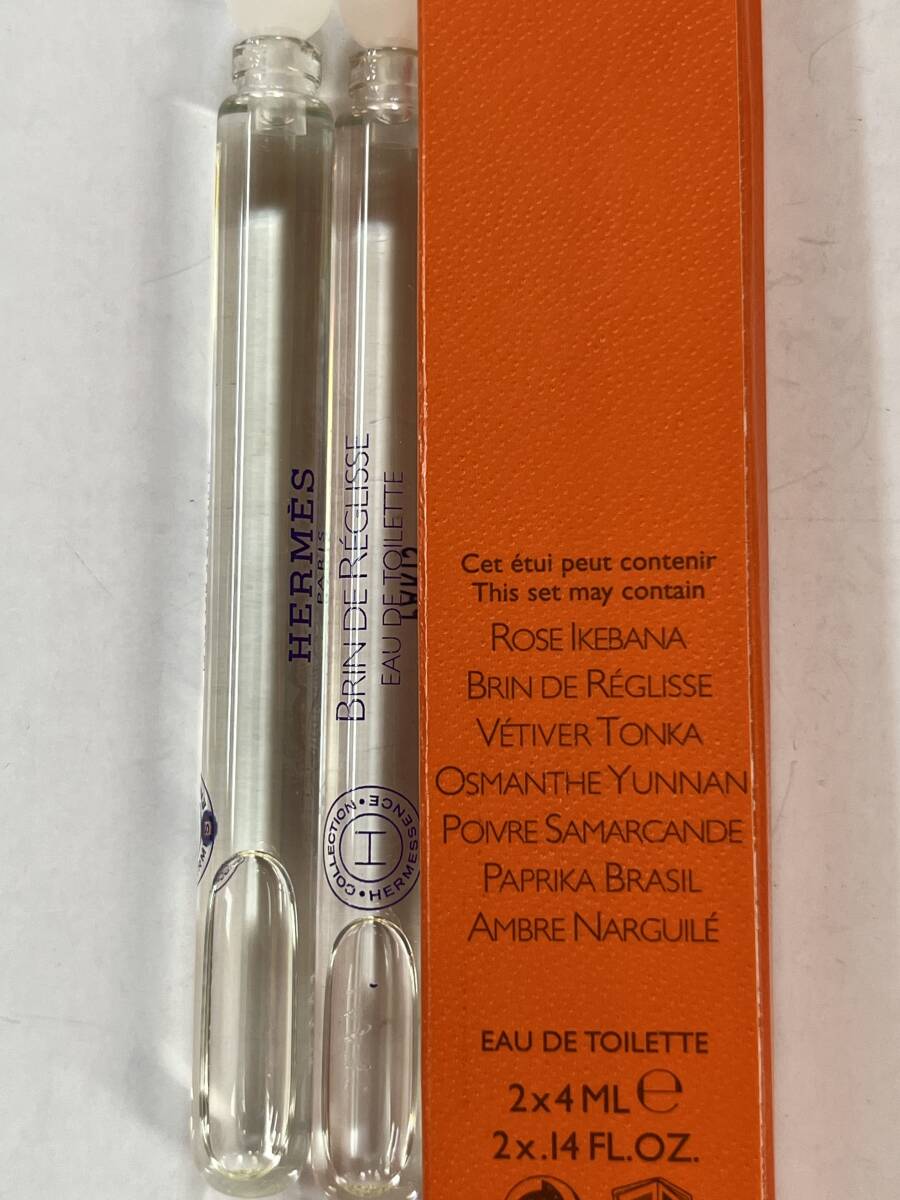 HERMÈS
PARIS
BRIN DE RÉGLISSE
EAU DE TOILETTE
COLLECTION • HERMESSENCE •
H
Cet étui peut contenir
This set may contain
ROSE IKEBANA
BRIN DE RÉGLISSE
VÉTIVER TONKA
OSMANTHE YUNNAN
POIVRE SAMARCANDE
PAPRIKA BRASIL
AMBRE NARGUILÉ
EAU DE TOILETTE
2x4 ML ℮
2x.14 FL.OZ.